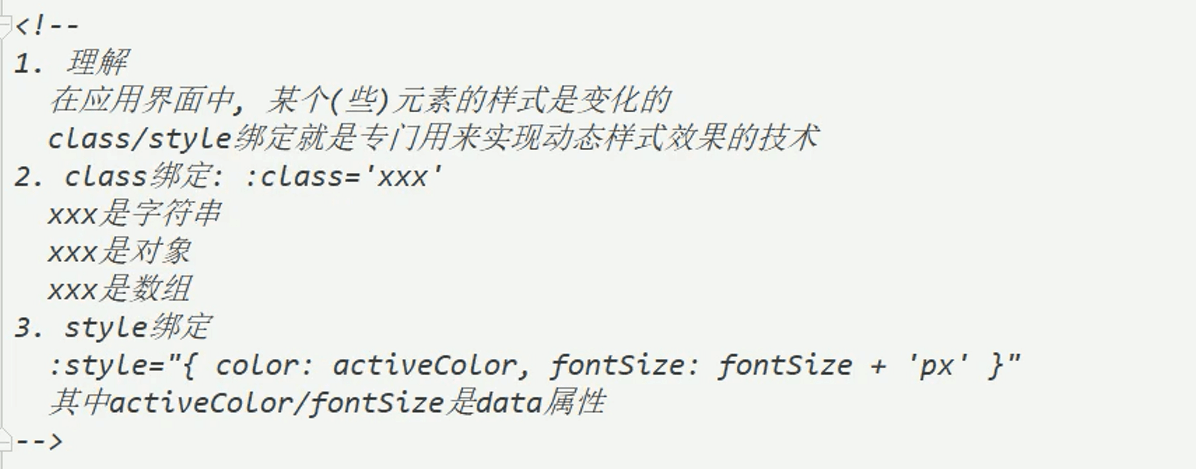 <!--
1. 理解
在应用界面中, 某个(些)元素的样式是变化的
class/style绑定就是专门用来实现动态样式效果的技术
2. class绑定: :class='xxx'
xxx是字符串
xxx是对象
xxx是数组
3. style绑定
:style="{ color: activeColor, fontSize: fontSize + 'px' }"
其中activeColor/fontSize是data属性
-->